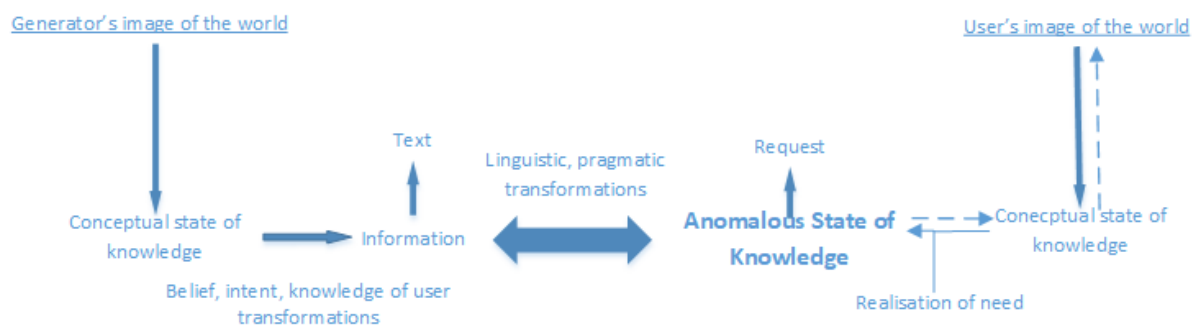 Generator's image of the world
User's image of the world
Text
Linguistic, pragmatic
transformations
Request
Conceptual state of
knowledge
Information
Anomalous State of
Knowledge
Conecptual state of
knowledge
Belief, intent, knowledge of user
transformations
Realisation of need